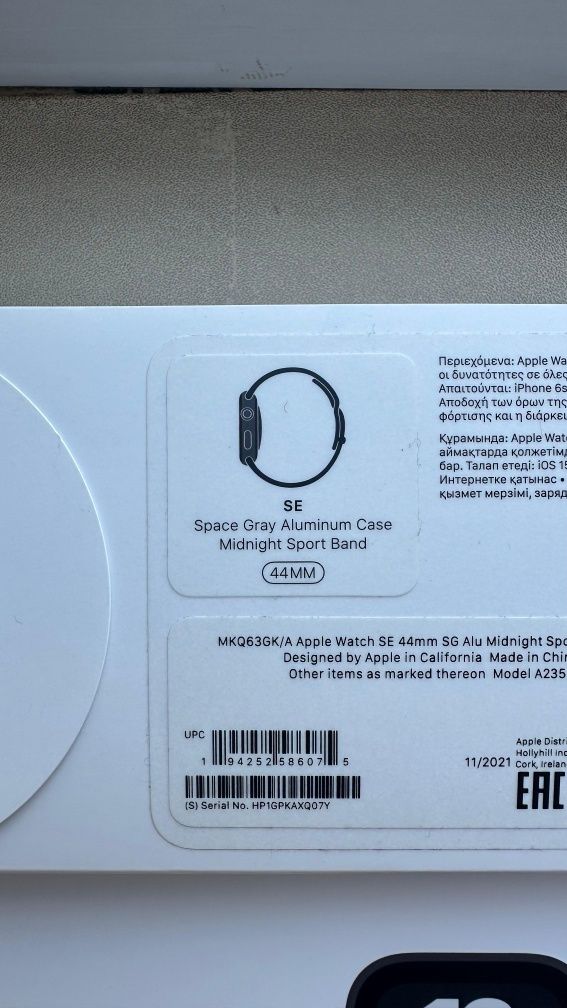 SE
Space Gray Aluminum Case
Midnight Sport Band
44MM
Περιεχόμενα: Apple Wa
οι δυνατότητες σε όλες
Απαιτούνται: iPhone 6s
Αποδοχή των όρων της
φόρτισης και η διάρκει
Құрамында: Apple Watc
аймақтарда қолжетімд
бар. Талап етеді: iOS 15
Интернетке қатынас •
қызмет мерзімі, заряд
MKQ63GK/A Apple Watch SE 44mm SG Alu Midnight Spo
Designed by Apple in California Made in Chin
Other items as marked thereon Model A235
UPC
1 94252 58607 5
(S) Serial No. HP1GPKAXQ07Y
11/2021
Apple Distri
Hollyhill Ind
Cork, Ireland
EAC